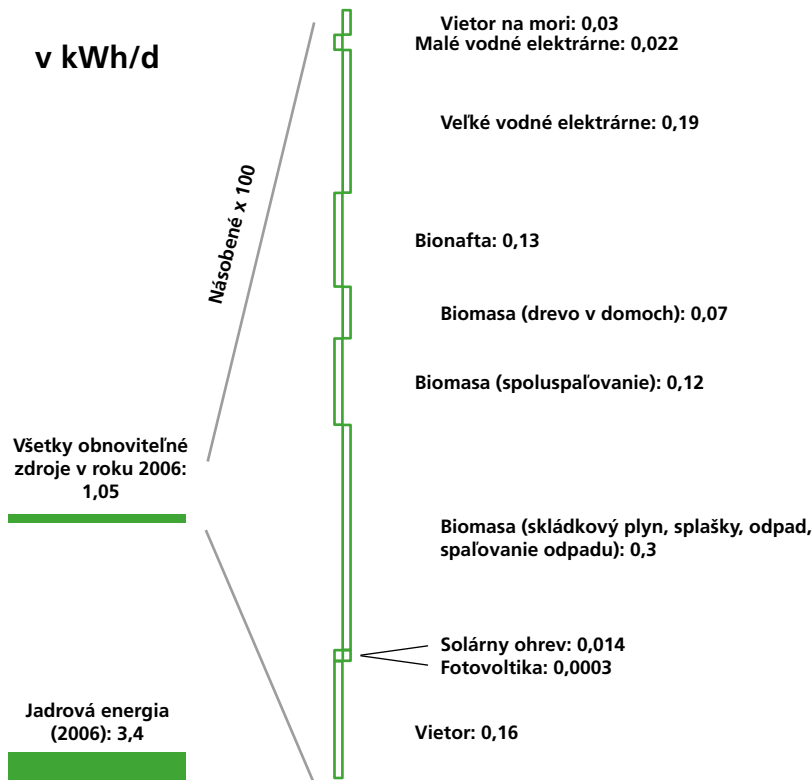 v kWh/d
Násobené x 100
Všetky obnoviteľné
zdroje v roku 2006:
1,05
Jadrová energia
(2006): 3,4
Vietor na mori: 0,03
Malé vodné elektrárne: 0,022
Veľké vodné elektrárne: 0,19
Bionafta: 0,13
Biomasa (drevo v domoch): 0,07
Biomasa (spoluspaľovanie): 0,12
Biomasa (skládkový plyn, splašky, odpad,
spaľovanie odpadu): 0,3
Solárny ohrev: 0,014
Fotovoltika: 0,0003
Vietor: 0,16